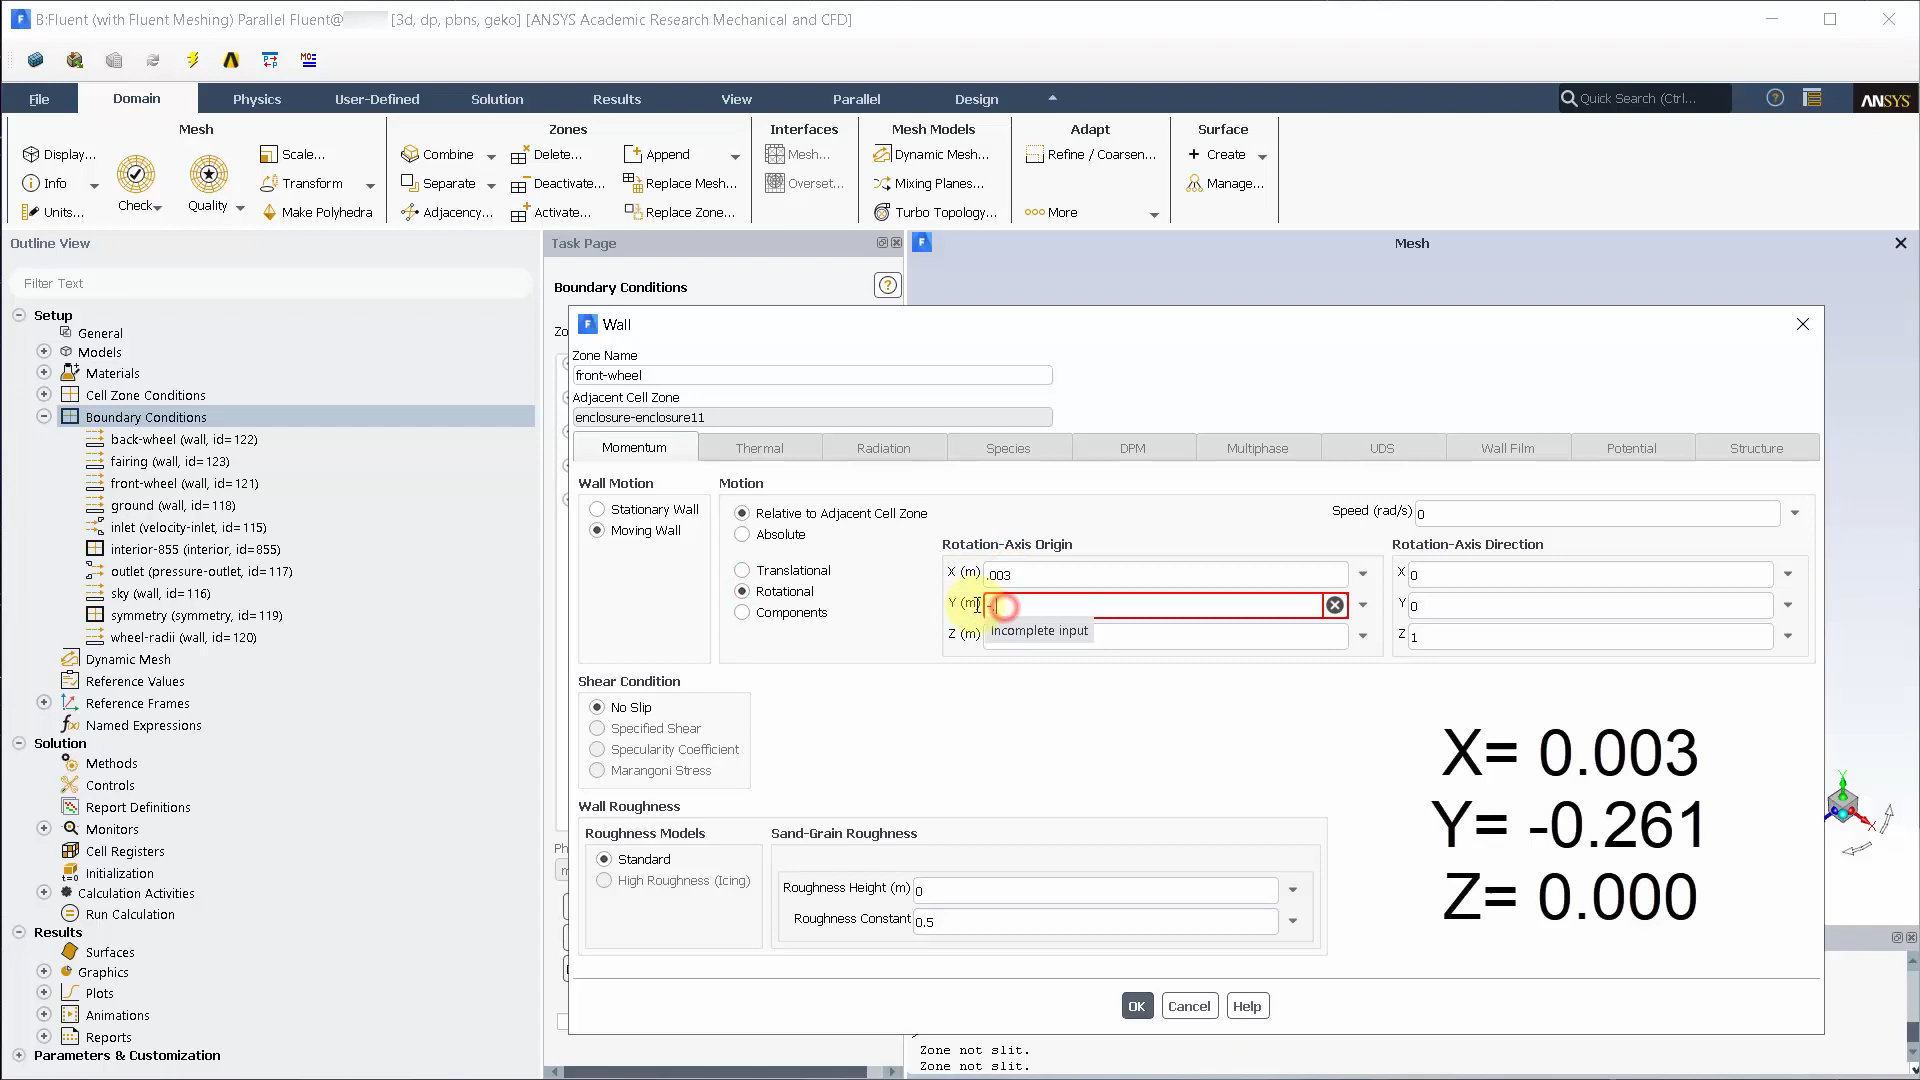 B:Fluent (with Fluent Meshing) Parallel Fluent@ [3d, dp, pbns, geko] [ANSYS Academic Research Mechanical and CFD]
File Domain Physics User-Defined Solution Results View Parallel Design Quick Search (Ctrl... ANSYS
Mesh Zones Interfaces Mesh Models Adapt Surface
Display... Scale... Combine Delete... Append Mesh... Dynamic Mesh... Refine / Coarsen... Create
Info Transform Separate Deactivate... Replace Mesh... Overset... Mixing Planes... Manage...
Check Quality
Units... Make Polyhedra Adjacency... Activate... Replace Zone... Turbo Topology... More
Outline View
Task Page
Mesh
Filter Text
Boundary Conditions
Setup
General
Models
Materials
Cell Zone Conditions
Boundary Conditions
back-wheel (wall, id=122)
fairing (wall, id=123)
front-wheel (wall, id=121)
ground (wall, id=118)
inlet (velocity-inlet, id=115)
interior-855 (interior, id=855)
outlet (pressure-outlet, id=117)
sky (wall, id=116)
symmetry (symmetry, id=119)
wheel-radii (wall, id=120)
Dynamic Mesh
Reference Values
Reference Frames
Named Expressions
Solution
Methods
Controls
Report Definitions
Monitors
Cell Registers
Initialization
Calculation Activities
Run Calculation
Results
Surfaces
Graphics
Plots
Animations
Reports
Parameters & Customization
Zo
Ph
Wall
Zone Name
front-wheel
Adjacent Cell Zone
enclosure-enclosure11
Momentum Thermal Radiation Species DPM Multiphase UDS Wall Film Potential Structure
Wall Motion
Stationary Wall
Moving Wall
Motion
Relative to Adjacent Cell Zone
Absolute
Translational
Rotational
Components
Speed (rad/s) 0
Rotation-Axis Origin
X (m) .003
Y (m) -.
Incomplete input
Z (m)
Rotation-Axis Direction
X 0
Y 0
Z 1
Shear Condition
No Slip
Specified Shear
Specularity Coefficient
Marangoni Stress
Wall Roughness
Roughness Models
Standard
High Roughness (Icing)
Sand-Grain Roughness
Roughness Height (m) 0
Roughness Constant 0.5
X= 0.003
Y= -0.261
Z= 0.000
OK Cancel Help
Y
X
Zone not slit.
Zone not slit.